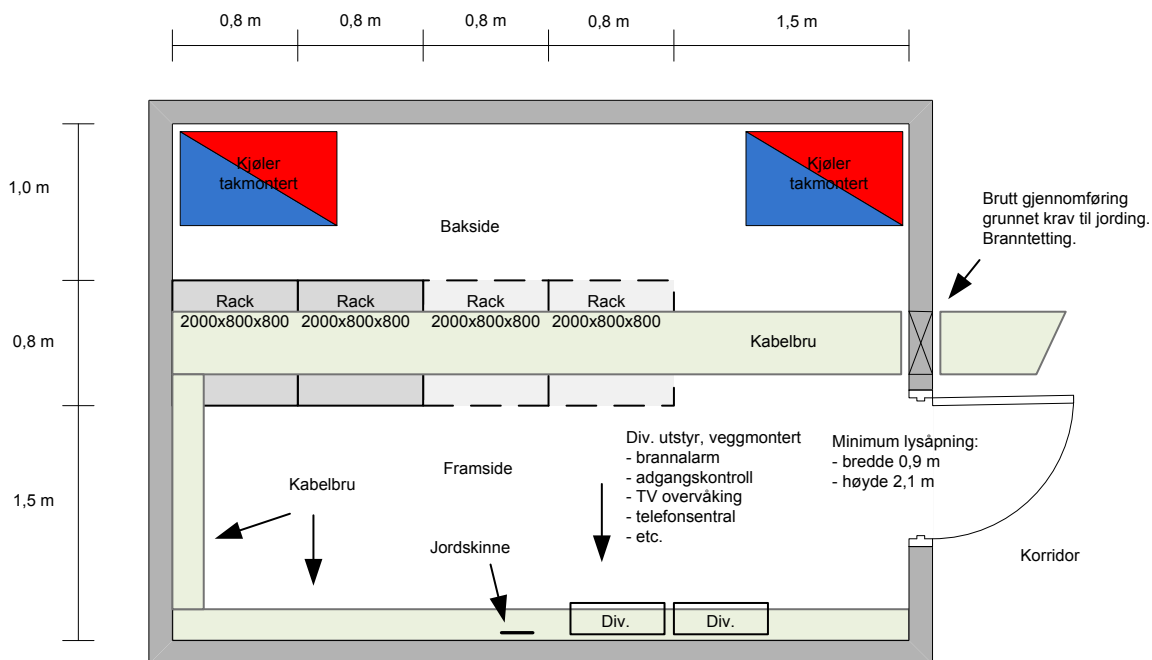 0,8 m
0,8 m
0,8 m
0,8 m
1,5 m
Kjøler
takmontert
Kjøler
takmontert
1,0 m
Brutt gjennomføring
grunnet krav til jording.
Branntetting.
Bakside
Rack
2000x800x800
Rack
2000x800x800
Rack
2000x800x800
Rack
2000x800x800
0,8 m
Kabelbru
Div. utstyr, veggmontert
- brannalarm
- adgangskontroll
- TV overvåking
- telefonsentral
- etc.
Minimum lysåpning:
- bredde 0,9 m
- høyde 2,1 m
Framside
Kabelbru
1,5 m
Jordskinne
Korridor
Div.
Div.